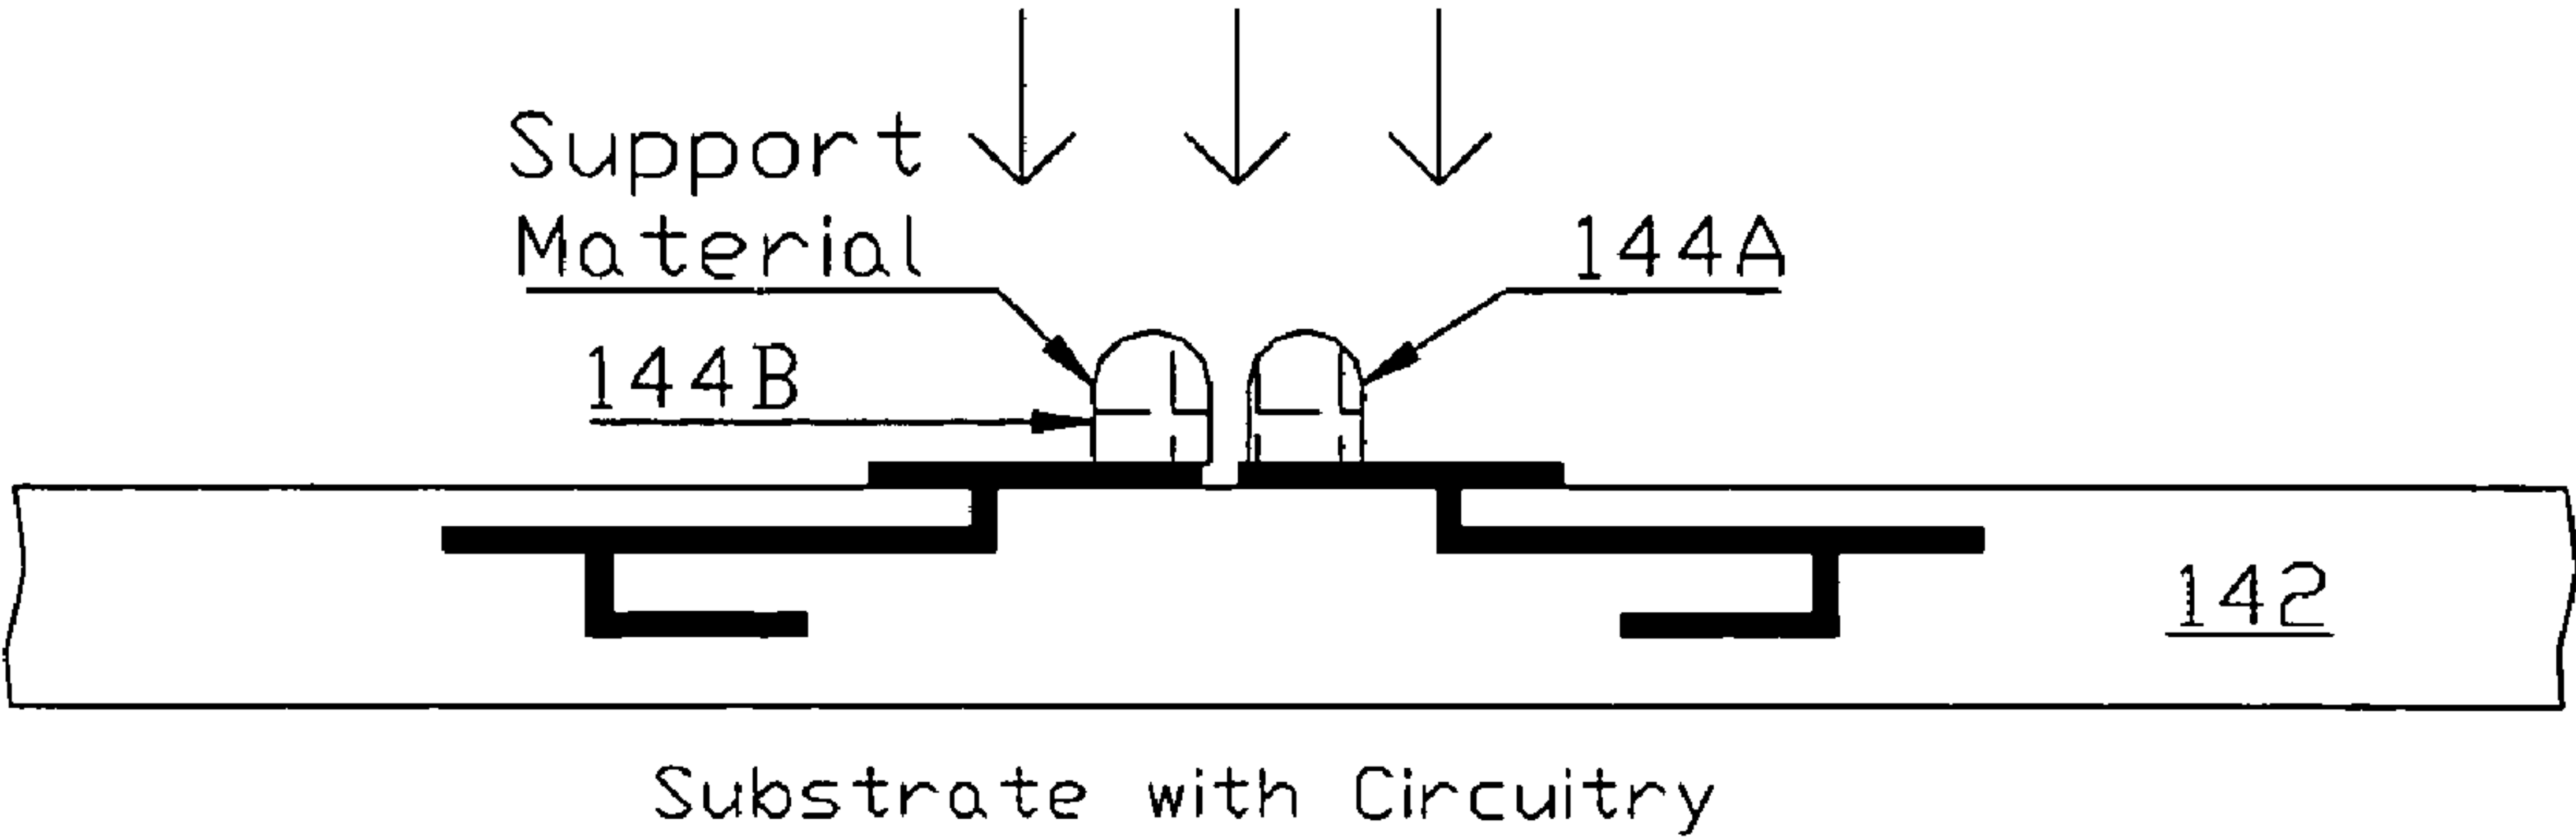 Support
Material
144A
144B
142
Substrate with Circuitry